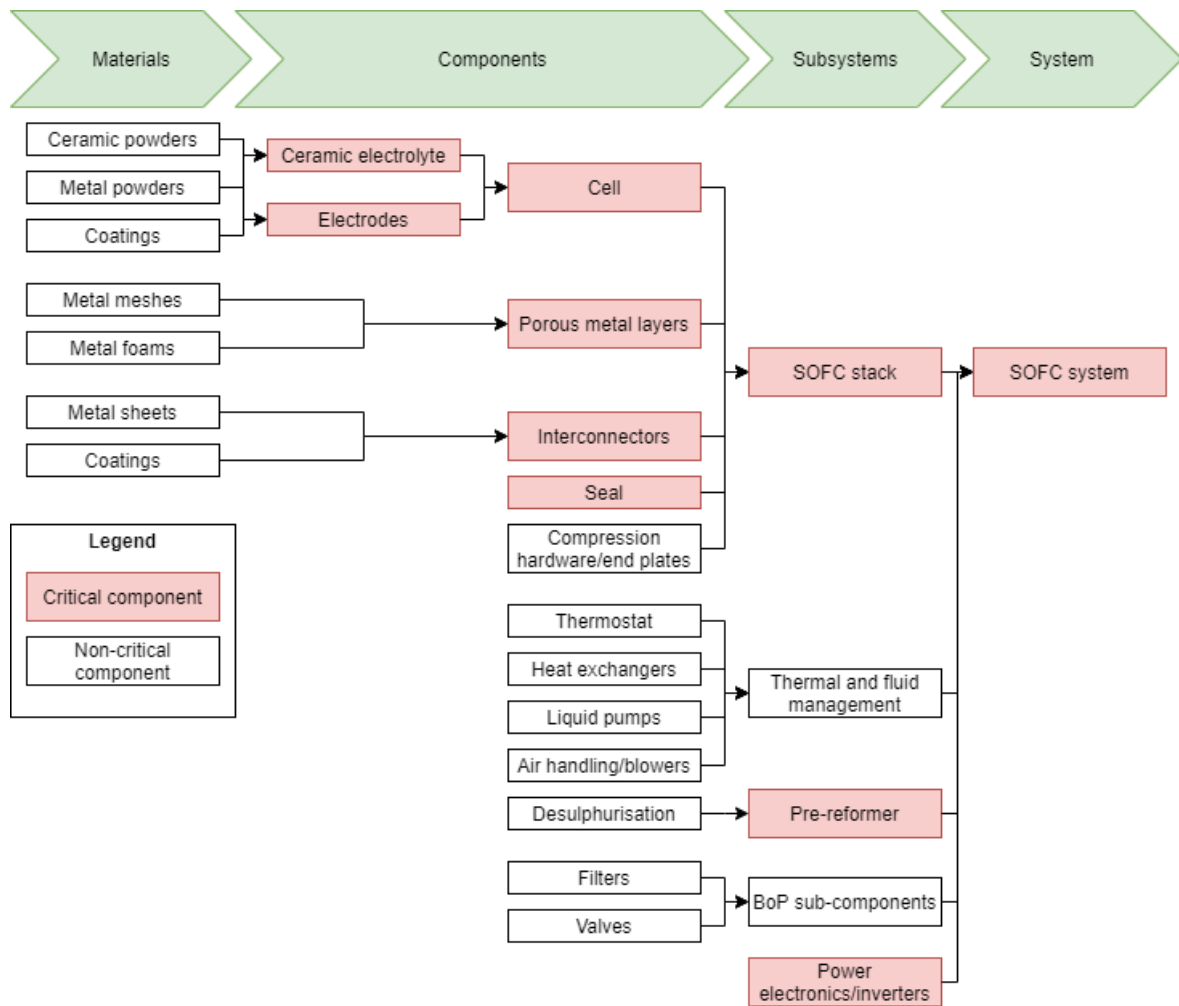 Materials
Components
Subsystems
System
Ceramic powders
Metal powders
Coatings
Ceramic electrolyte
Electrodes
Cell
Metal meshes
Metal foams
Porous metal layers
SOFC stack
SOFC system
Metal sheets
Coatings
Interconnectors
Seal
Compression
hardware/end plates
Legend
Critical component
Non-critical
component
Thermostat
Heat exchangers
Liquid pumps
Air handling/blowers
Thermal and fluid
management
Desulphurisation
Pre-reformer
Filters
Valves
BoP sub-components
Power
electronics/inverters